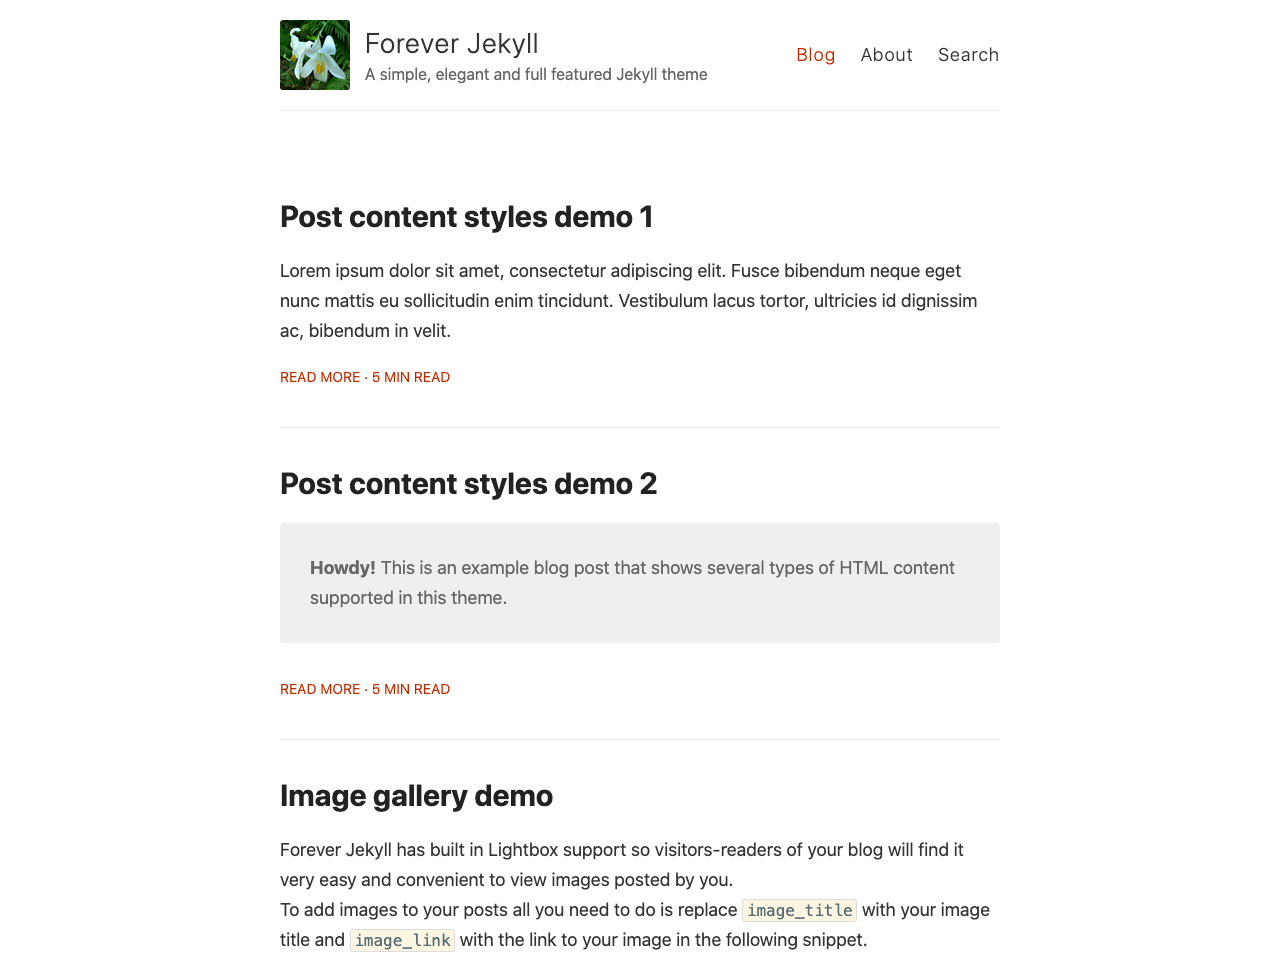 Forever Jekyll
A simple, elegant and full featured Jekyll theme
Blog About Search
Post content styles demo 1
Lorem ipsum dolor sit amet, consectetur adipiscing elit. Fusce bibendum neque eget
nunc mattis eu sollicitudin enim tincidunt. Vestibulum lacus tortor, ultricies id dignissim
ac, bibendum in velit.
READ MORE · 5 MIN READ
Post content styles demo 2
Howdy! This is an example blog post that shows several types of HTML content
supported in this theme.
READ MORE · 5 MIN READ
Image gallery demo
Forever Jekyll has built in Lightbox support so visitors-readers of your blog will find it
very easy and convenient to view images posted by you.
To add images to your posts all you need to do is replace image_title with your image
title and image_link with the link to your image in the following snippet.